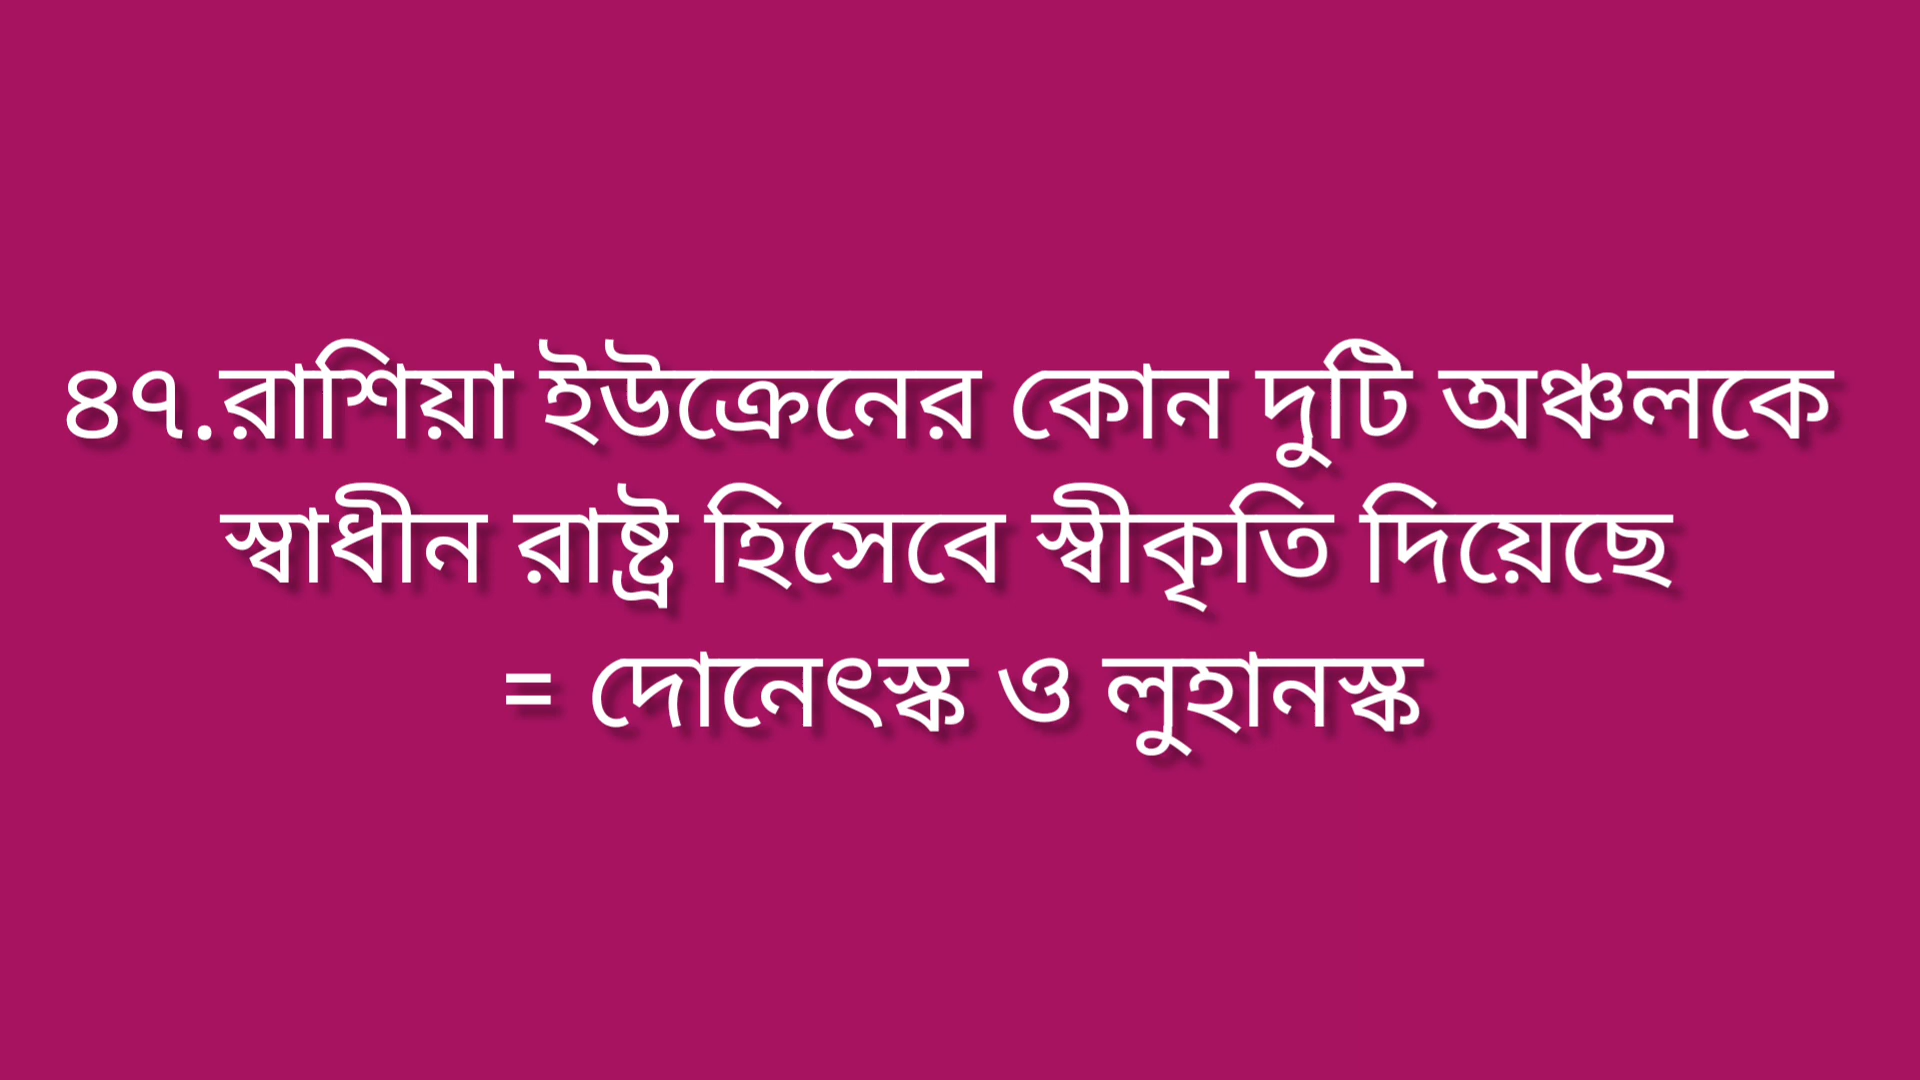 ৪৭.রাশিয়া ইউক্রেনের কোন দুটি অঞ্চলকে
স্বাধীন রাষ্ট্র হিসেবে স্বীকৃতি দিয়েছে
= দোনেৎস্ক ও লুহানস্ক